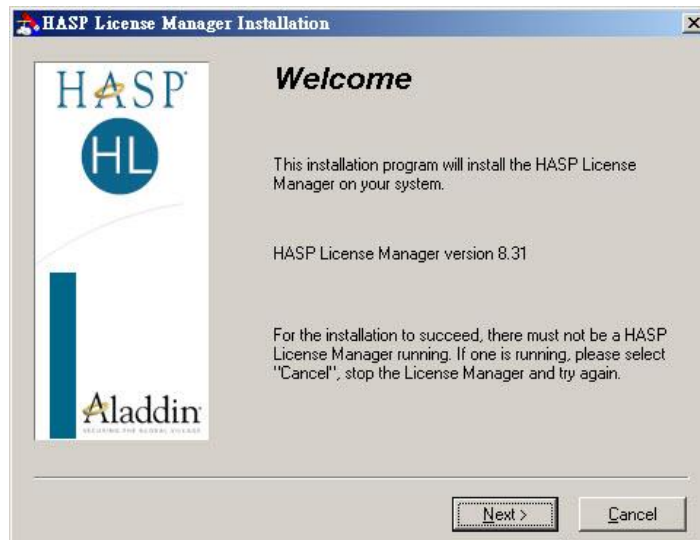 HASP License Manager Installation
HASP
HL
Aladdin
SECURING THE GLOBAL VILLAGE
Welcome
This installation program will install the HASP License
Manager on your system.
HASP License Manager version 8.31
For the installation to succeed, there must not be a HASP
License Manager running. If one is running, please select
"Cancel", stop the License Manager and try again.
Next >
Cancel